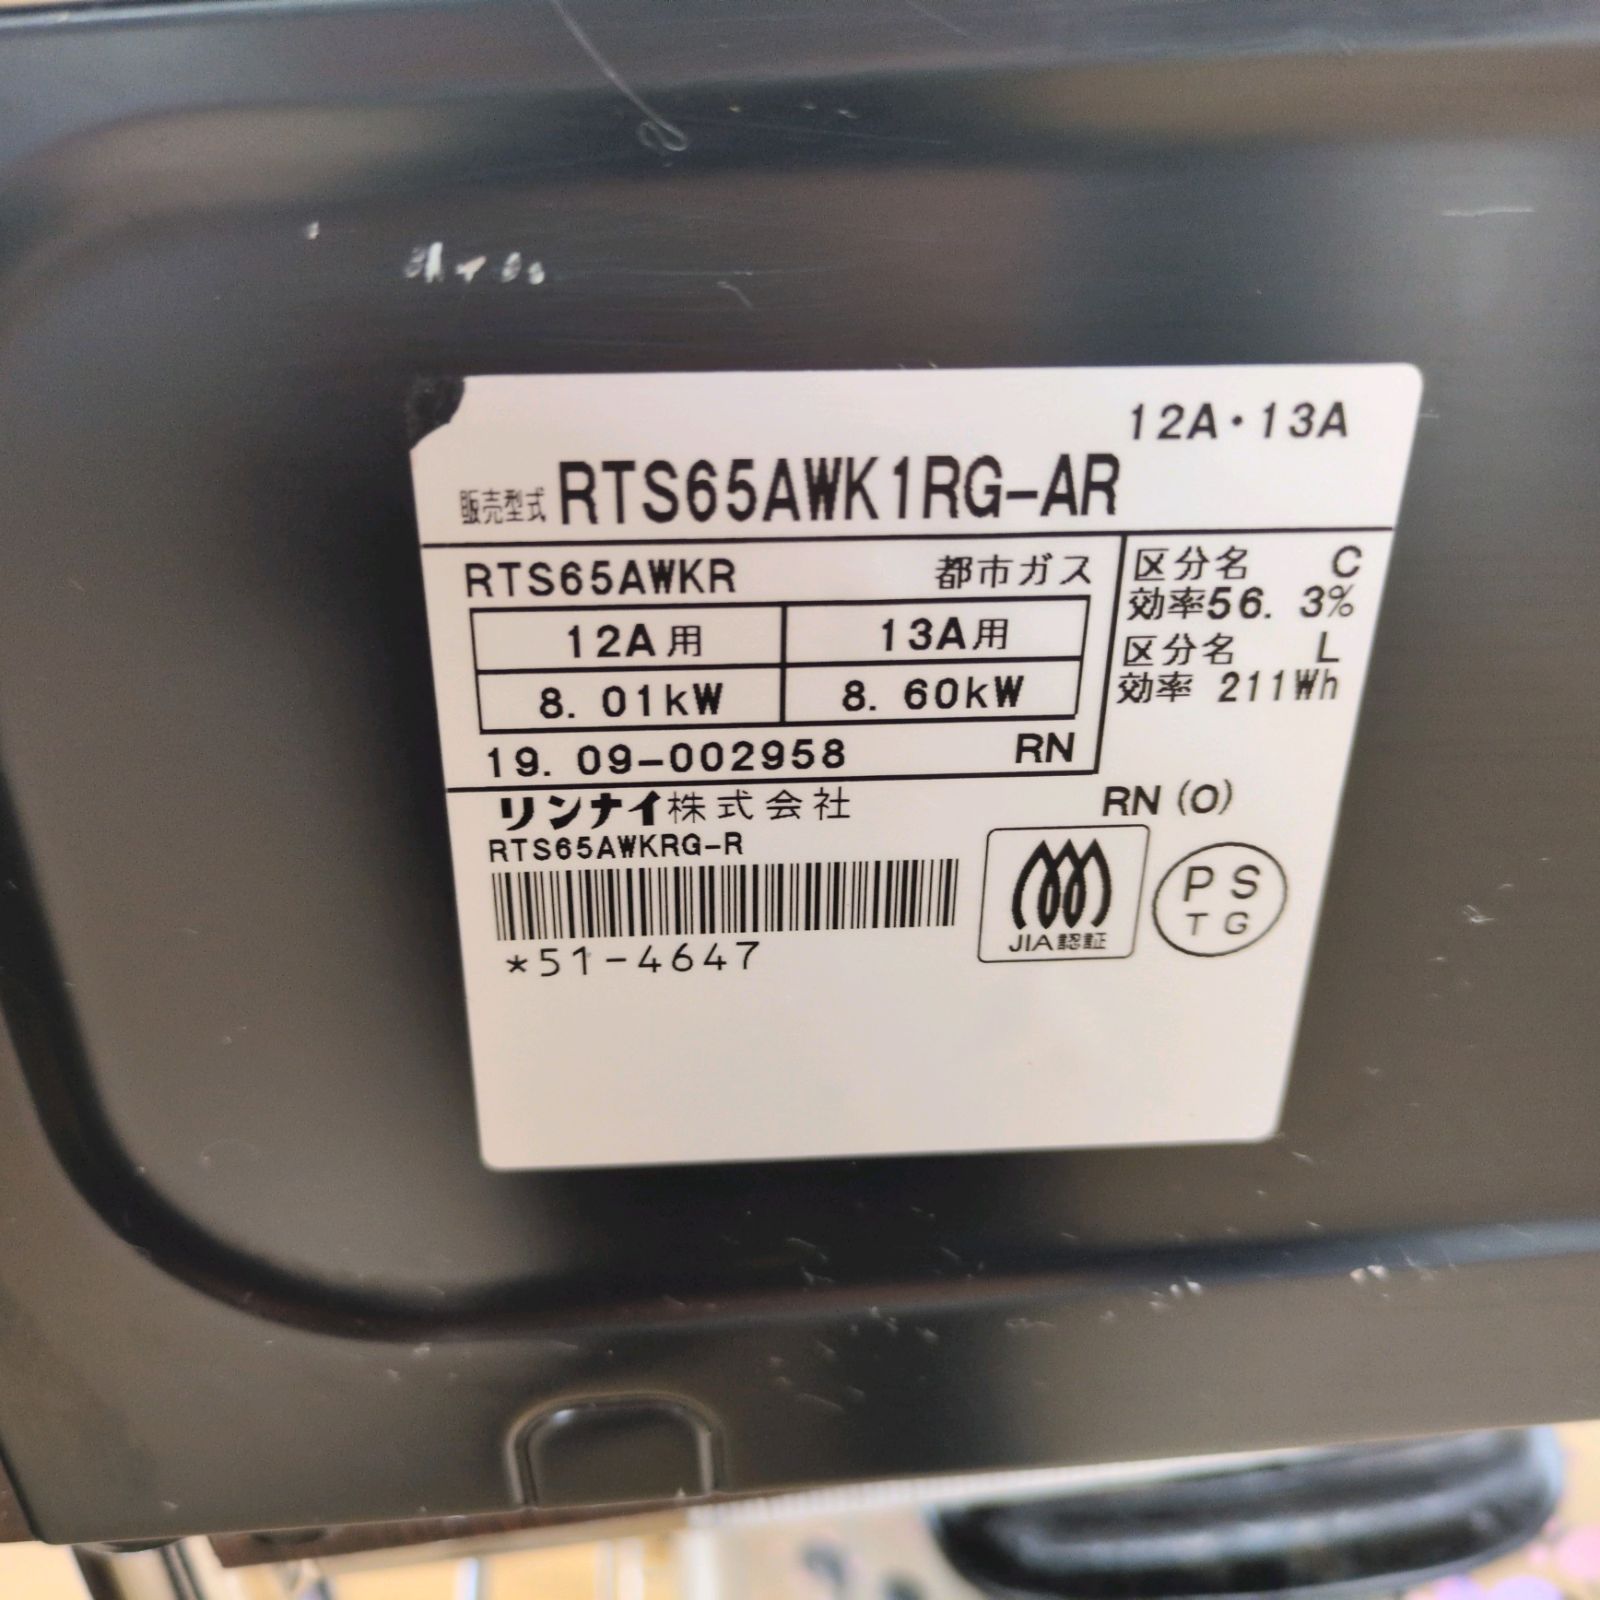 12A・13A
販売型式 RTS65AWK1RG-AR
RTS65AWKR 都市ガス
12A用 13A用
8.01kW 8.60kW
19.09-002958 RN
区分名 C
効率56.3%
区分名 L
効率 211Wh
リンナイ株式会社 RN(O)
RTS65AWKRG-R
*51-4647
JIA認証
PS
TG